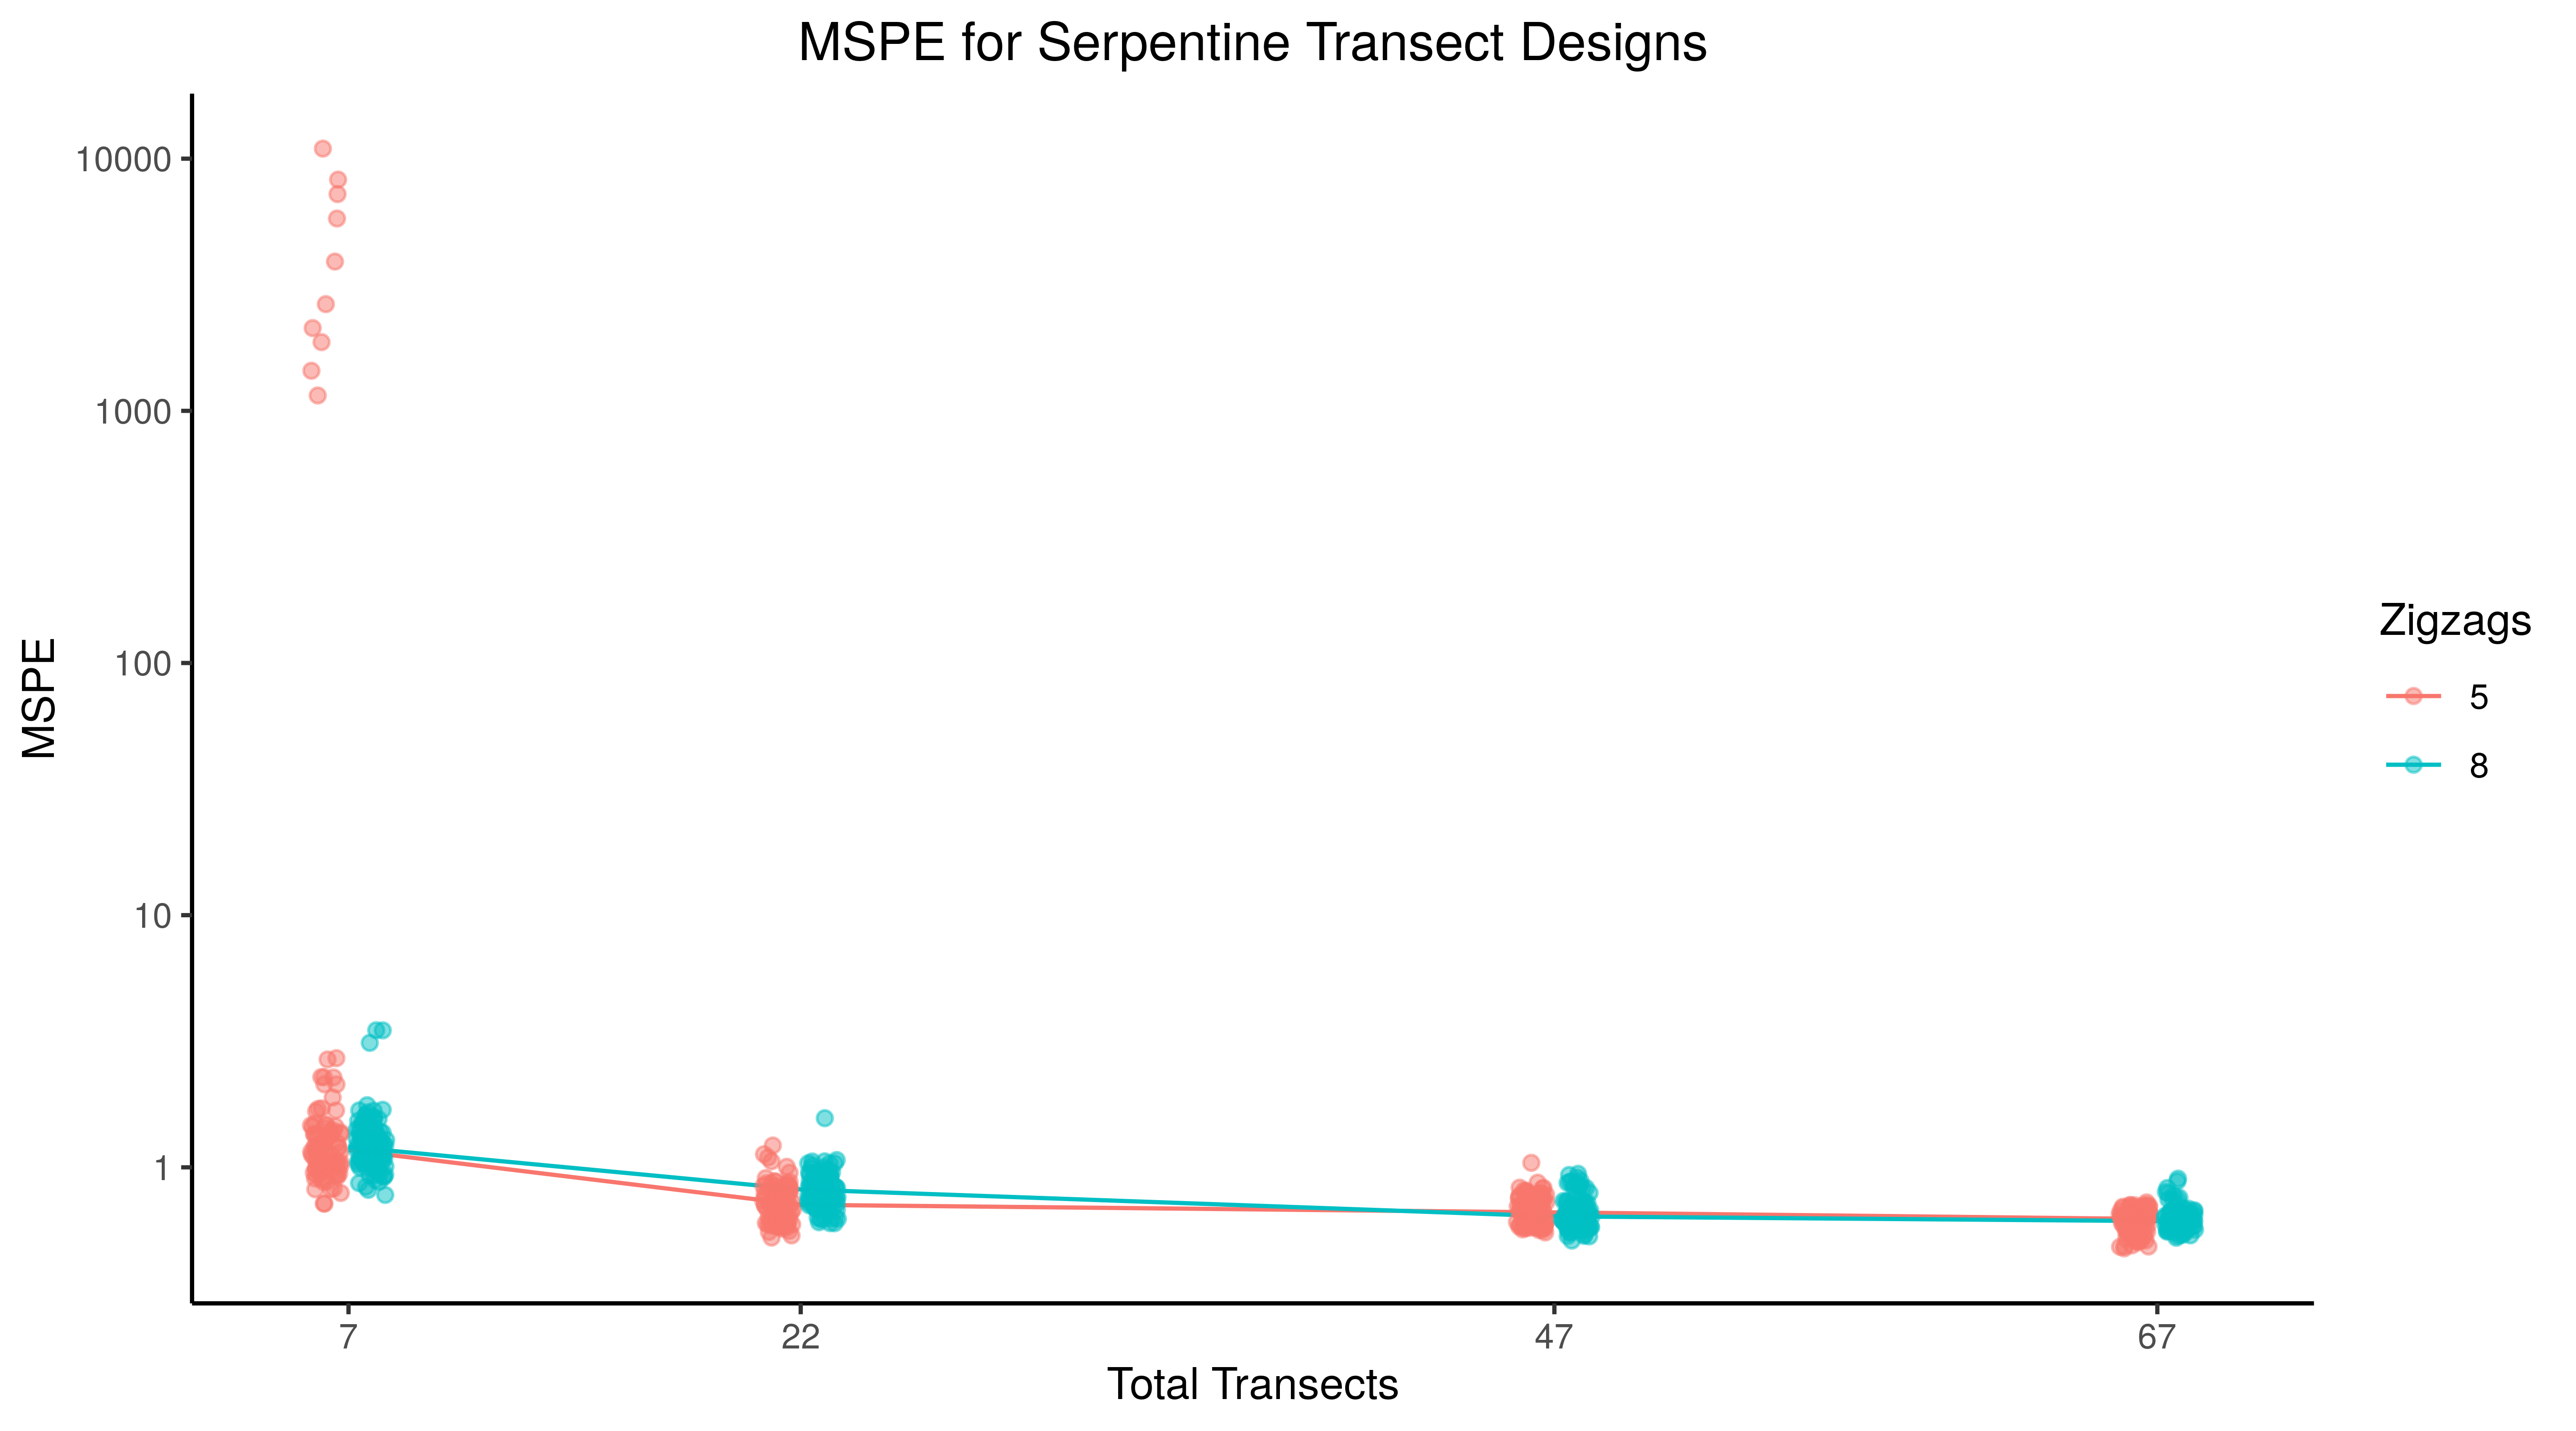 MSPE for Serpentine Transect Designs
10000
1000
100
10
1
MSPE
7 22 47 67
Total Transects
Zigzags
5
8